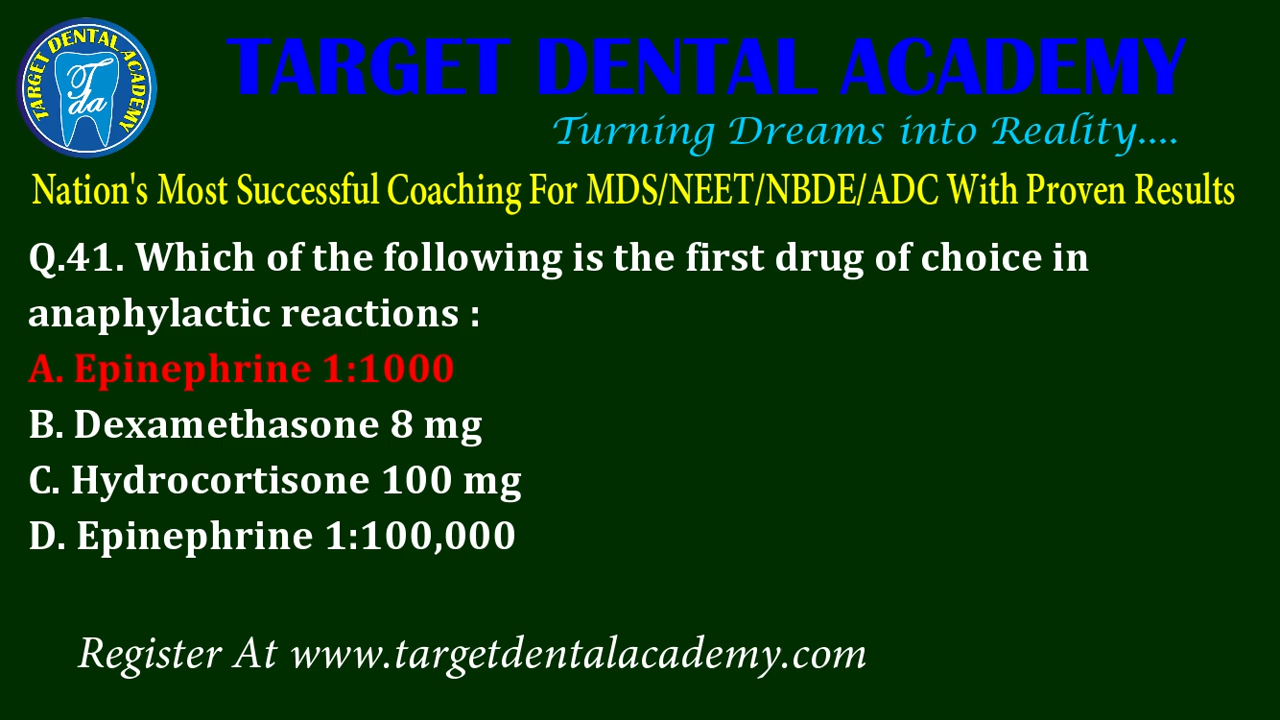 TARGET DENTAL ACADEMY
Tda
TARGET DENTAL ACADEMY
Turning Dreams into Reality....
Nation's Most Successful Coaching For MDS/NEET/NBDE/ADC With Proven Results
Q.41. Which of the following is the first drug of choice in
anaphylactic reactions :
A. Epinephrine 1:1000
B. Dexamethasone 8 mg
C. Hydrocortisone 100 mg
D. Epinephrine 1:100,000
Register At www.targetdentalacademy.com